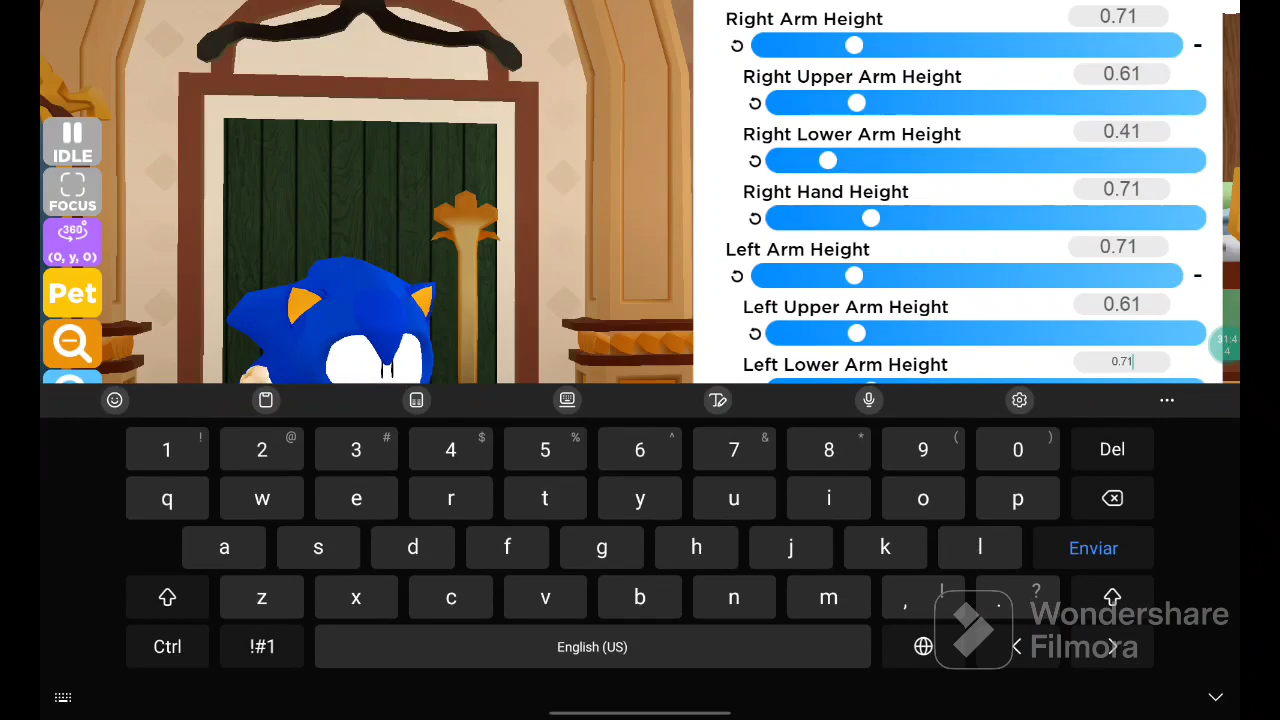 Right Arm Height 0.71
-
Right Upper Arm Height 0.61
Right Lower Arm Height 0.41
Right Hand Height 0.71
Left Arm Height 0.71
-
Left Upper Arm Height 0.61
Left Lower Arm Height 0.71
IDLE
FOCUS
360°
(0, y, 0)
Pet
31:4
4
! @ # $ % ^ & * ( )
1 2 3 4 5 6 7 8 9 0 Del
q w e r t y u i o p
a s d f g h j k l Enviar
! ?
z x c v b n m , .
Ctrl !#1 English (US) < >
Wondershare
Filmora